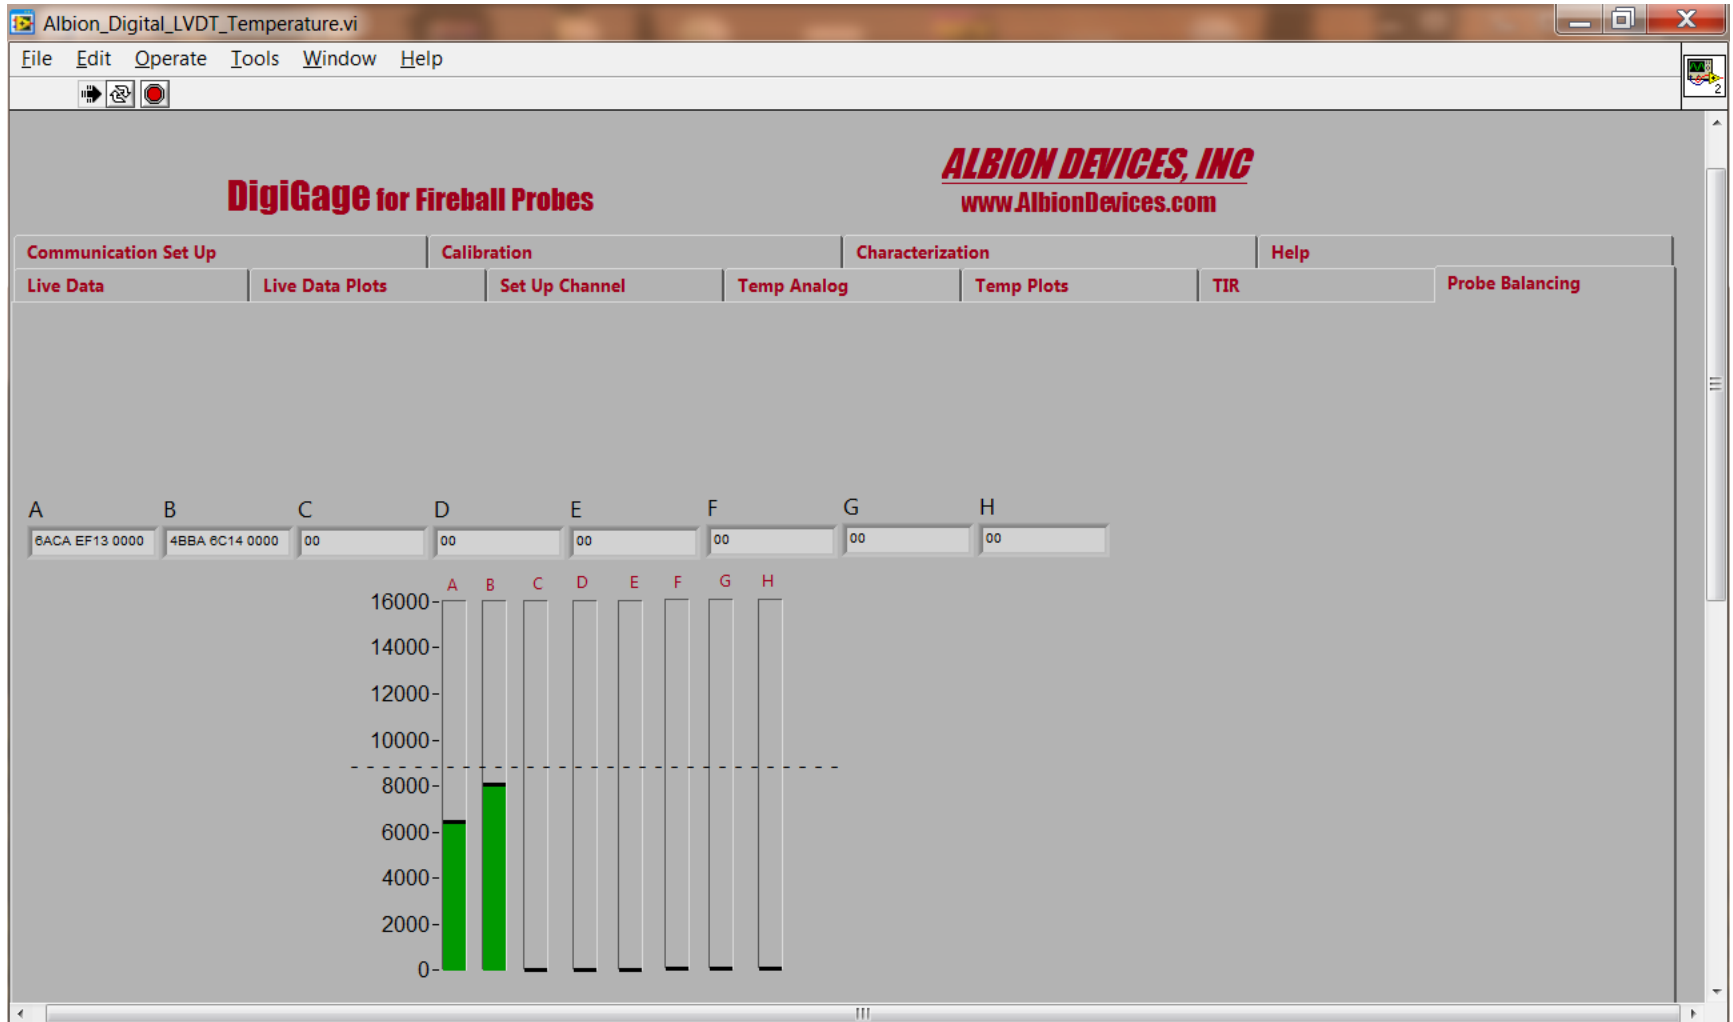 Albion_Digital_LVDT_Temperature.vi
File Edit Operate Tools Window Help
2
ALBION DEVICES, INC
DigiGage for Fireball Probes
www.AlbionDevices.com
Communication Set Up Calibration Characterization Help
Live Data Live Data Plots Set Up Channel Temp Analog Temp Plots TIR Probe Balancing
A B C D E F G H
6ACA EF13 0000 4BBA 6C14 0000 00 00 00 00 00 00
A B C D E F G H
16000
14000
12000
10000
8000
6000
4000
2000
0